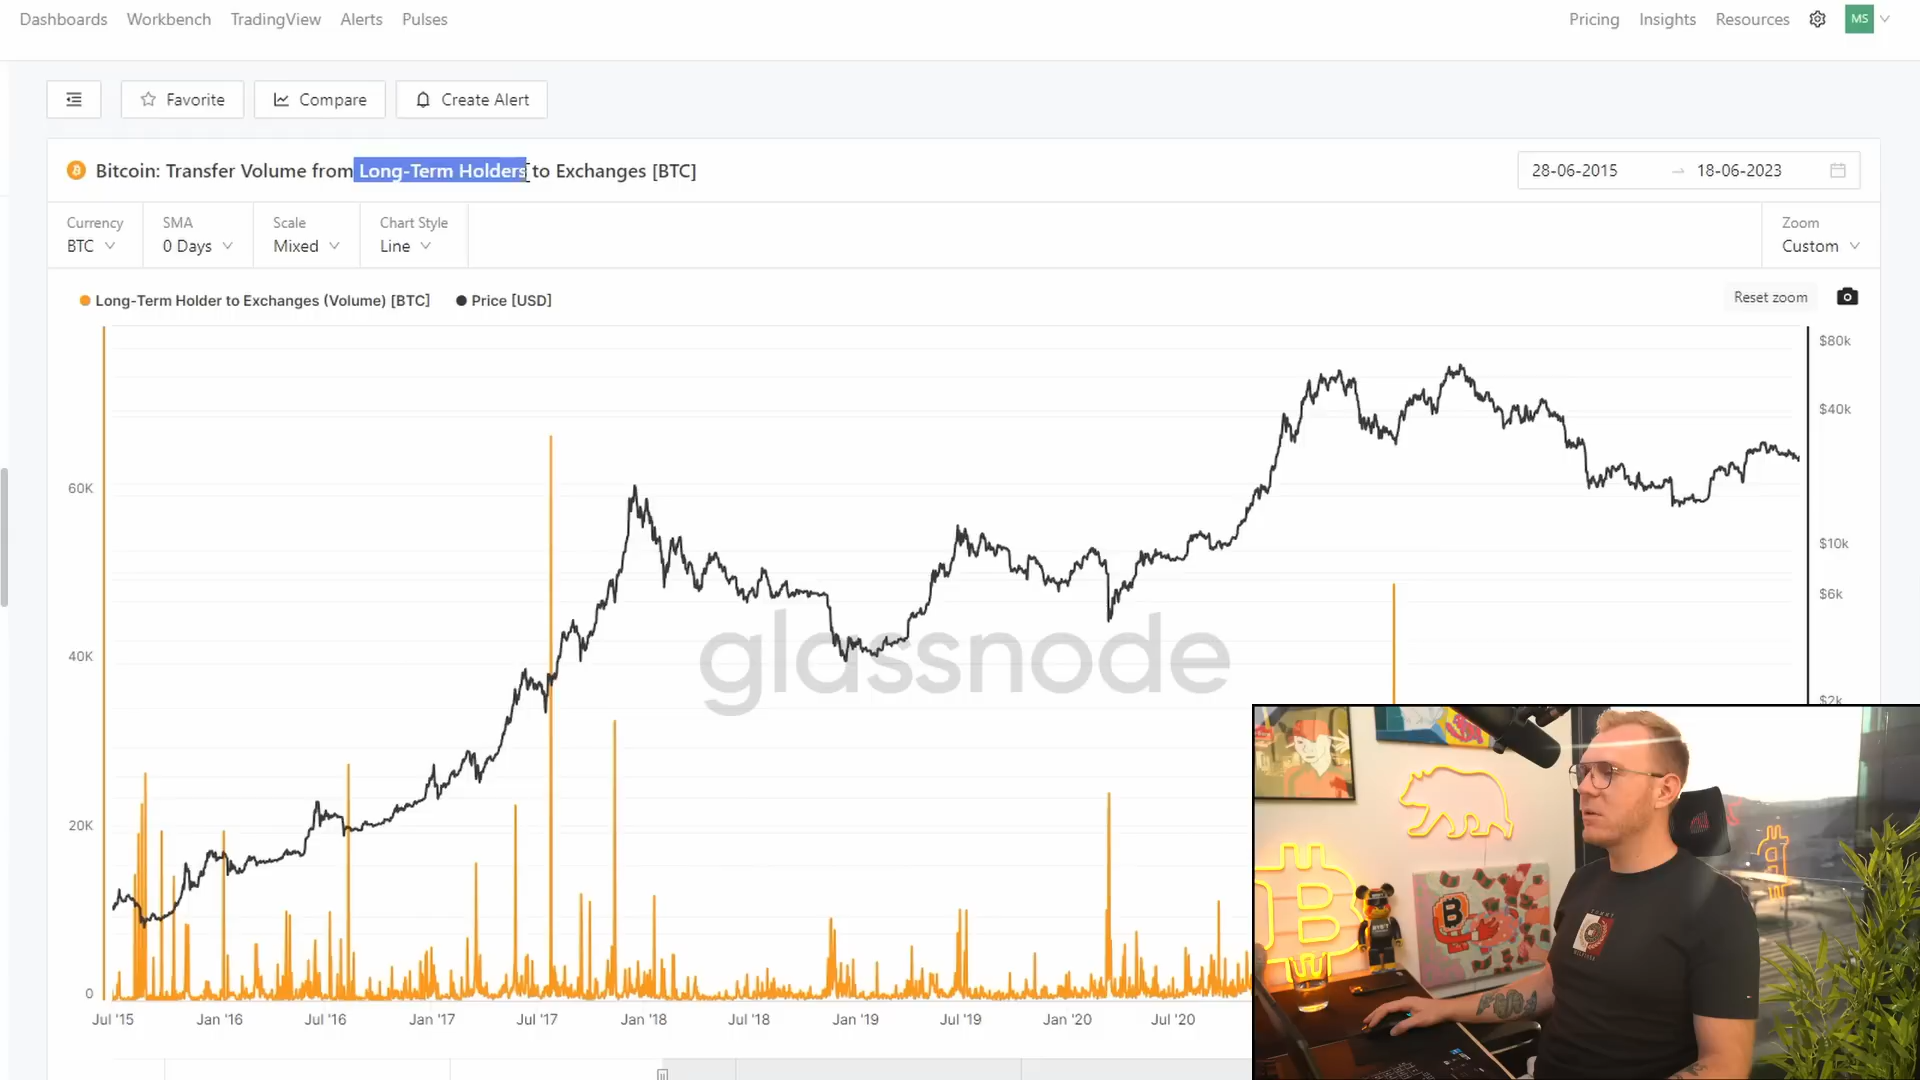 Dashboards Workbench TradingView Alerts Pulses Pricing Insights Resources MS
Favorite Compare Create Alert
Bitcoin: Transfer Volume from Long-Term Holders to Exchanges [BTC] 28-06-2015 → 18-06-2023
Currency SMA Scale Chart Style Zoom
BTC 0 Days Mixed Line Custom
Long-Term Holder to Exchanges (Volume) [BTC] Price [USD] Reset zoom
$80k
$40k
60K
$10k
$6k
glassnode
40K
$2k
20K
0
Jul '15 Jan '16 Jul '16 Jan '17 Jul '17 Jan '18 Jul '18 Jan '19 Jul '19 Jan '20 Jul '20